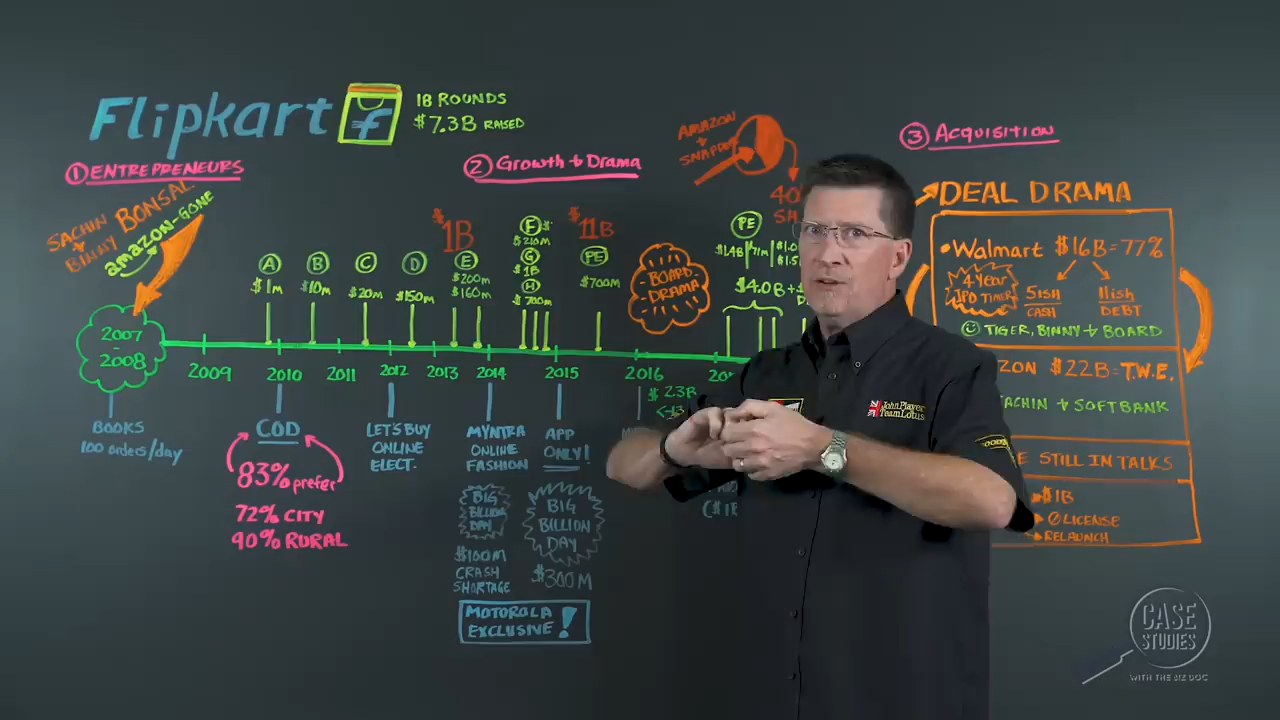 Flipkart
f
18 ROUNDS
$7.3B RAISED
① ENTREPRENEURS
SACHIN
BINNY
BONSAL
amazon-GONE
2007
-
2008
BOOKS
100 orders/day
② Growth + Drama
A
$1m
B
$10m
C
$20m
D
$150m
$1B
E
$200m
$160m
F
$210m
G
$1B
H
$700m
$11B
PE
$700m
BOARD
DRAMA
AMAZON
+
PE
$1.4B
$4.0B+
2009
2010
2011
2012
2013
2014
2015
2016
COD
83% prefer
72% CITY
90% RURAL
LET'S BUY
ONLINE
ELECT.
MYNTRA
ONLINE
FASHION
BIG
BILLION
DAY
$100M
CRASH
SHORTAGE
APP
ONLY!
BIG
BILLION
DAY
$300M
MOTOROLA
EXCLUSIVE !
③ Acquisition
DEAL DRAMA
• Walmart $16B = 77%
4 Year
IPO TIMER
5ISH
CASH
11ish
DEBT
TIGER, BINNY + BOARD
$22B = T.W.E.
+ SOFTBANK
STILL IN TALKS
$1B
0 LICENSE
RELAUNCH
John Player
Team Lotus
CASE
STUDIES
WITH THE BIZ DOC